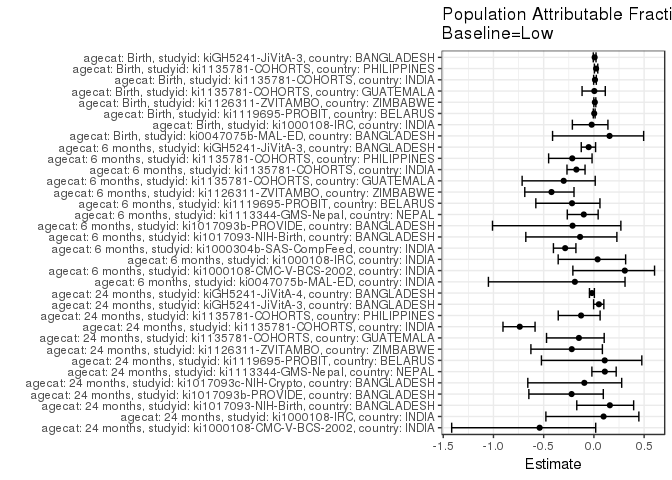 Population Attributable Fracti
Baseline=Low
agecat: Birth, studyid: kiGH5241-JiVitA-3, country: BANGLADESH
agecat: Birth, studyid: ki1135781-COHORTS, country: PHILIPPINES
agecat: Birth, studyid: ki1135781-COHORTS, country: INDIA
agecat: Birth, studyid: ki1135781-COHORTS, country: GUATEMALA
agecat: Birth, studyid: ki1126311-ZVITAMBO, country: ZIMBABWE
agecat: Birth, studyid: ki1119695-PROBIT, country: BELARUS
agecat: Birth, studyid: ki1000108-IRC, country: INDIA
agecat: Birth, studyid: ki0047075b-MAL-ED, country: BANGLADESH
agecat: 6 months, studyid: kiGH5241-JiVitA-3, country: BANGLADESH
agecat: 6 months, studyid: ki1135781-COHORTS, country: PHILIPPINES
agecat: 6 months, studyid: ki1135781-COHORTS, country: INDIA
agecat: 6 months, studyid: ki1135781-COHORTS, country: GUATEMALA
agecat: 6 months, studyid: ki1126311-ZVITAMBO, country: ZIMBABWE
agecat: 6 months, studyid: ki1119695-PROBIT, country: BELARUS
agecat: 6 months, studyid: ki1113344-GMS-Nepal, country: NEPAL
agecat: 6 months, studyid: ki1017093b-PROVIDE, country: BANGLADESH
agecat: 6 months, studyid: ki1017093-NIH-Birth, country: BANGLADESH
agecat: 6 months, studyid: ki1000304b-SAS-CompFeed, country: INDIA
agecat: 6 months, studyid: ki1000108-IRC, country: INDIA
agecat: 6 months, studyid: ki1000108-CMC-V-BCS-2002, country: INDIA
agecat: 6 months, studyid: ki0047075b-MAL-ED, country: INDIA
agecat: 24 months, studyid: kiGH5241-JiVitA-4, country: BANGLADESH
agecat: 24 months, studyid: kiGH5241-JiVitA-3, country: BANGLADESH
agecat: 24 months, studyid: ki1135781-COHORTS, country: PHILIPPINES
agecat: 24 months, studyid: ki1135781-COHORTS, country: INDIA
agecat: 24 months, studyid: ki1135781-COHORTS, country: GUATEMALA
agecat: 24 months, studyid: ki1126311-ZVITAMBO, country: ZIMBABWE
agecat: 24 months, studyid: ki1119695-PROBIT, country: BELARUS
agecat: 24 months, studyid: ki1113344-GMS-Nepal, country: NEPAL
agecat: 24 months, studyid: ki1017093c-NIH-Crypto, country: BANGLADESH
agecat: 24 months, studyid: ki1017093b-PROVIDE, country: BANGLADESH
agecat: 24 months, studyid: ki1017093-NIH-Birth, country: BANGLADESH
agecat: 24 months, studyid: ki1000108-IRC, country: INDIA
agecat: 24 months, studyid: ki1000108-CMC-V-BCS-2002, country: INDIA
-1.5 -1.0 -0.5 0.0 0.5
Estimate